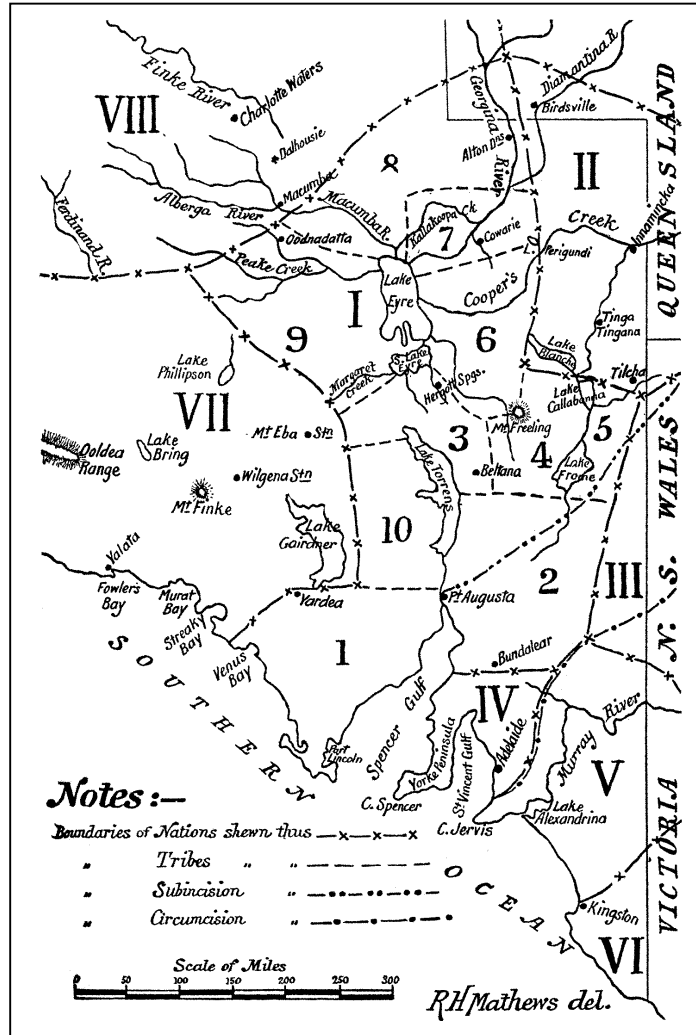 Finke River
Charlotte Waters
VIII
Dalhousie
8
Georgina
River
Diamantina R
Birsdville
Alton Dns
II
QUEENSLAND
Macumba
Macumba R.
Alberga River
Oodnadatta
Ferdinand R.
Kallakoopa Ck
7
Cowarie
L. Perigundi
Cooper's Creek
Innamincka
Peake Creek
Lake Eyre
I
9
6
Tinga Tingana
Lake Blanche
Lake Phillipson
S. Lake Eyre
Margaret Creek
Hergott Spgs.
Lake Callabonna
Tilcha
VII
Mt. Eba Stn
Mt. Freeling
3
4
5
Ooldea Range
Lake Bring
Wilgena Stn
Lake Torrens
Beltana
Lake Frome
Mt. Finke
Lake Gairdner
10
2
III
N. S. WALES
Yalata
Fowler's Bay
Murat Bay
Streaky Bay
Venus Bay
Yardea
Pt. Augusta
1
Bundalear
SOUTHERN
Port Lincoln
Spencer Gulf
IV
Yorke Peninsula
St Vincent Gulf
Adelaide
Murray River
V
C. Spencer
C. Jervis
Lake Alexandrina
VICTORIA
OCEAN
Kingston
VI
Notes:—
Boundaries of Nations shewn thus
„ Tribes „ „
„ Subincision „
„ Circumcision „
Scale of Miles
0 50 100 150 200 250 300
RH Mathews del.